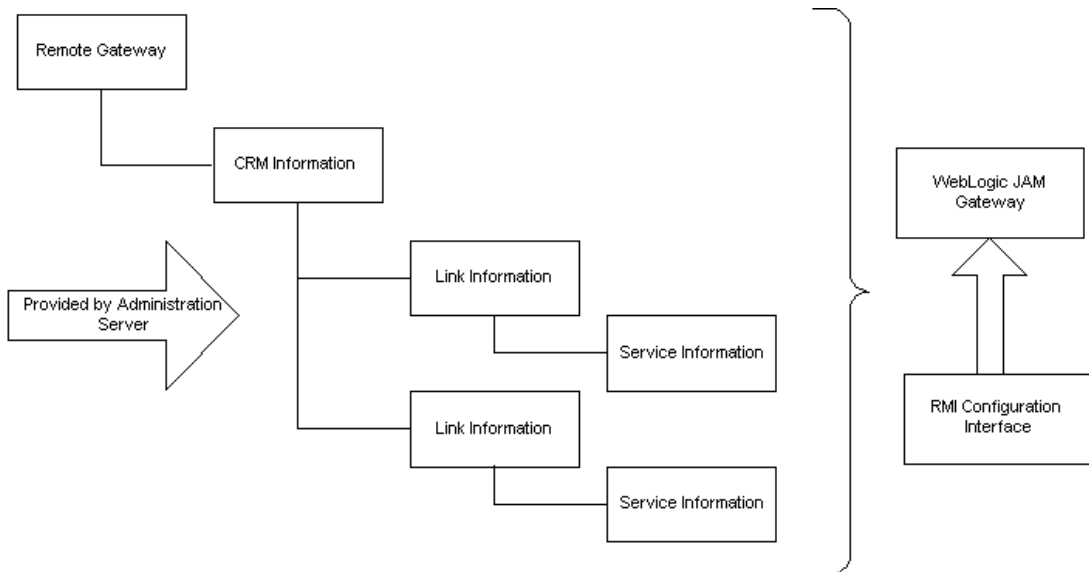 Remote Gateway
CRM Information
WebLogic JAM
Gateway
Link Information
Provided by Administration
Server
Service Information
RMI Configuration
Interface
Link Information
Service Information